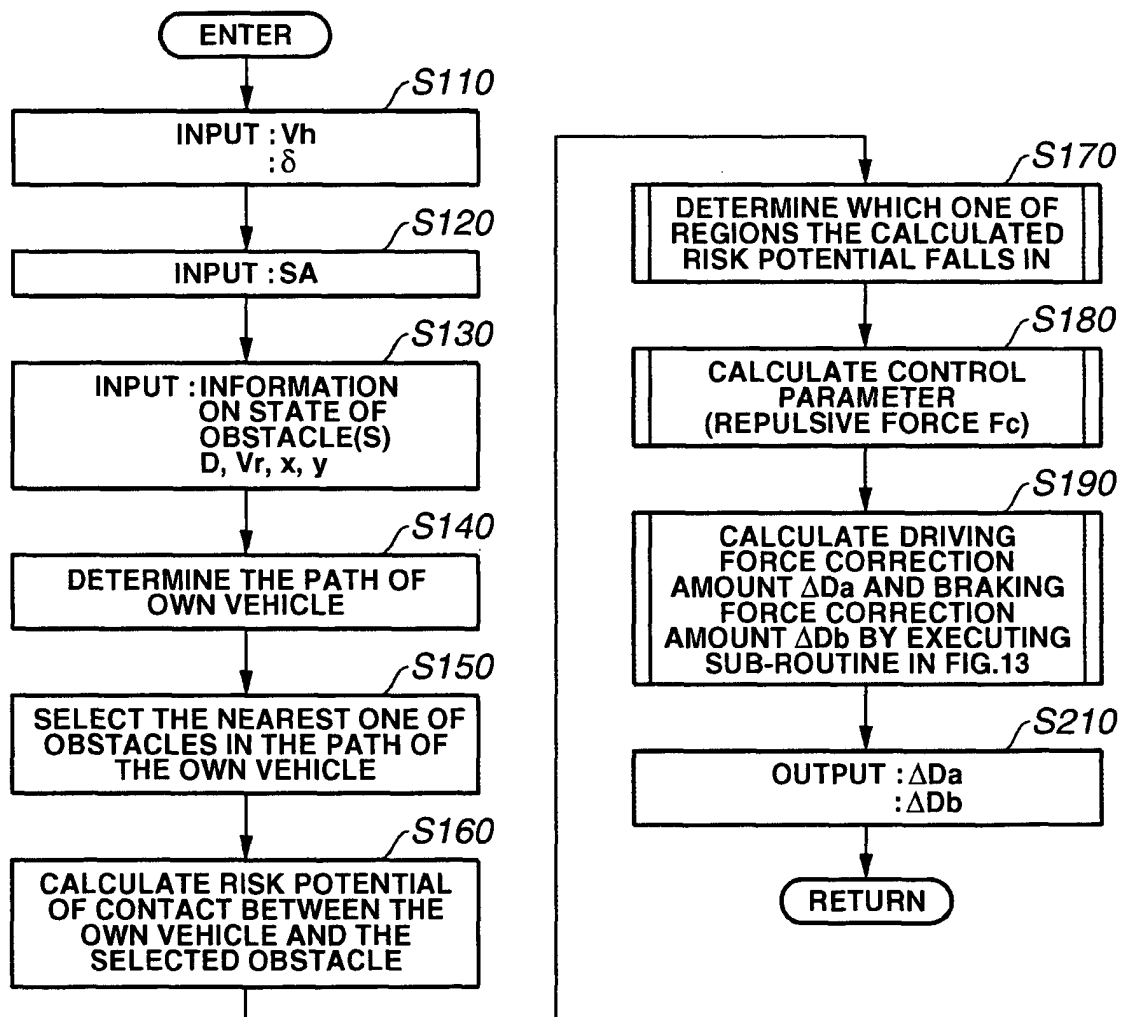 ENTER
S110
INPUT : Vh
: δ
S120
INPUT : SA
S130
INPUT : INFORMATION
ON STATE OF
OBSTACLE(S)
D, Vr, x, y
S140
DETERMINE THE PATH OF
OWN VEHICLE
S150
SELECT THE NEAREST ONE OF
OBSTACLES IN THE PATH OF
THE OWN VEHICLE
S160
CALCULATE RISK POTENTIAL
OF CONTACT BETWEEN THE
OWN VEHICLE AND THE
SELECTED OBSTACLE
S170
DETERMINE WHICH ONE OF
REGIONS THE CALCULATED
RISK POTENTIAL FALLS IN
S180
CALCULATE CONTROL
PARAMETER
(REPULSIVE FORCE Fc)
S190
CALCULATE DRIVING
FORCE CORRECTION
AMOUNT ΔDa AND BRAKING
FORCE CORRECTION
AMOUNT ΔDb BY EXECUTING
SUB-ROUTINE IN FIG.13
S210
OUTPUT : ΔDa
: ΔDb
RETURN